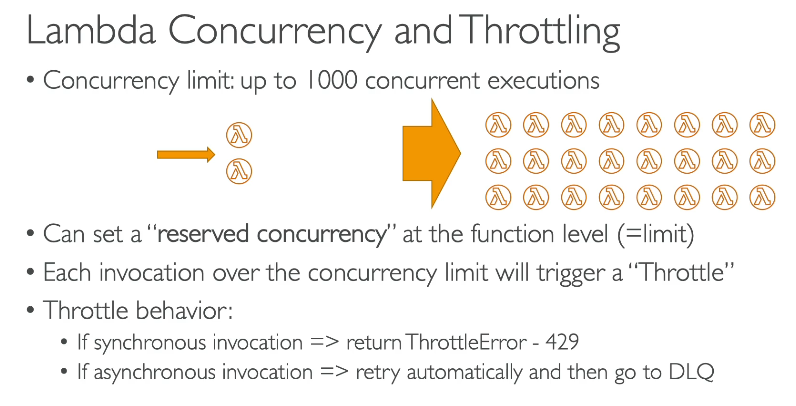 Lambda Concurrency and Throttling
• Concurrency limit: up to 1000 concurrent executions
• Can set a “reserved concurrency” at the function level (=limit)
• Each invocation over the concurrency limit will trigger a “Throttle”
• Throttle behavior:
• If synchronous invocation => return ThrottleError - 429
• If asynchronous invocation => retry automatically and then go to DLQ